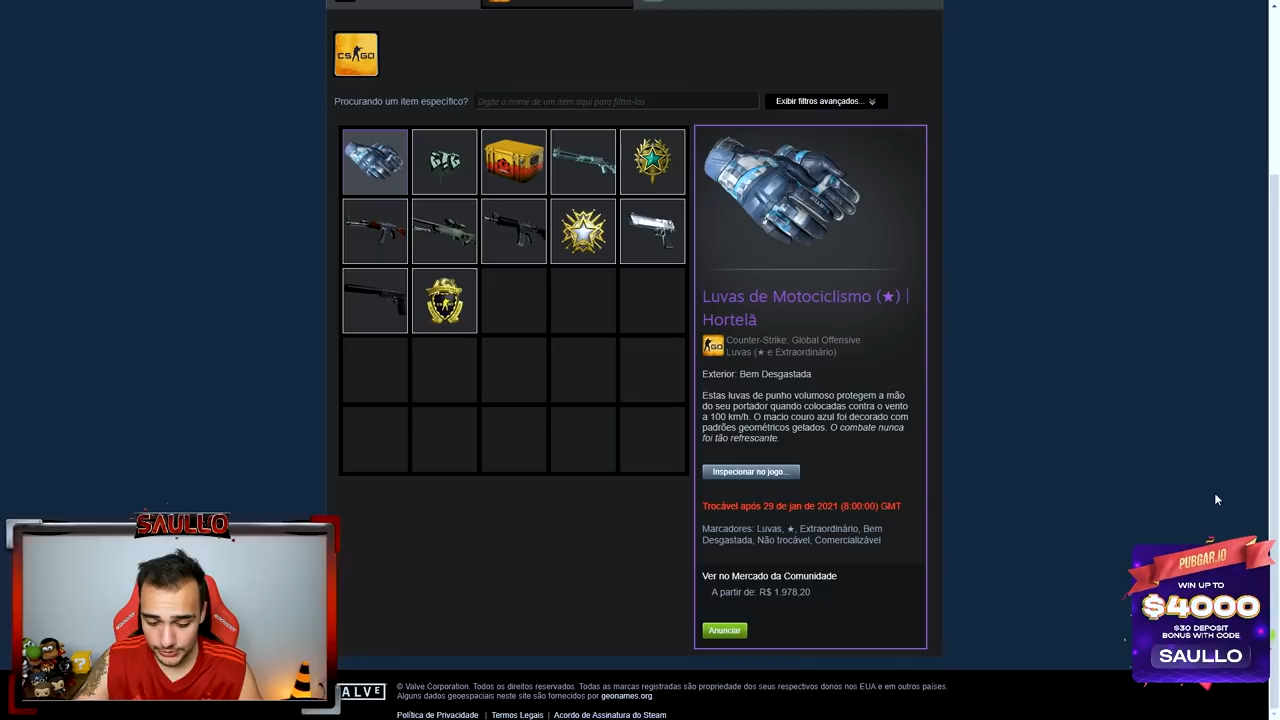 CS GO
Procurando um item específico?
Digite o nome de um item aqui para filtrá-los
Exibir filtros avançados...
Luvas de Motociclismo (★) |
Hortelã
Counter-Strike: Global Offensive
Luvas (★ e Extraordinário)
Exterior: Bem Desgastada
Estas luvas de punho volumoso protegem a mão
do seu portador quando colocadas contra o vento
a 100 km/h. O macio couro azul foi decorado com
padrões geométricos gelados. O combate nunca
foi tão refrescante.
Inspecionar no jogo...
Trocável após 29 de jan de 2021 (8:00:00) GMT
Marcadores: Luvas, ★, Extraordinário, Bem
Desgastada, Não trocável, Comercializável
Ver no Mercado da Comunidade
A partir de: R$ 1.978,20
Anunciar
SAULLO
PUBGAR.IO
WIN UP TO
$4000
+$30 DEPOSIT
BONUS WITH CODE
SAULLO
VALVE
© Valve Corporation. Todos os direitos reservados. Todas as marcas registradas são propriedade dos seus respectivos donos nos EUA e em outros países.
Alguns dados geoespaciais neste site são fornecidos por geonames.org.
Política de Privacidade | Termos Legais | Acordo de Assinatura do Steam